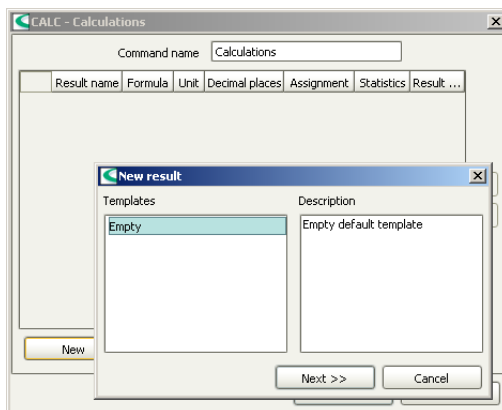 CALC - Calculations
Command name Calculations
Result name Formula Unit Decimal places Assignment Statistics Result ...
New result
Templates Description
Empty Empty default template
New
Next >> Cancel